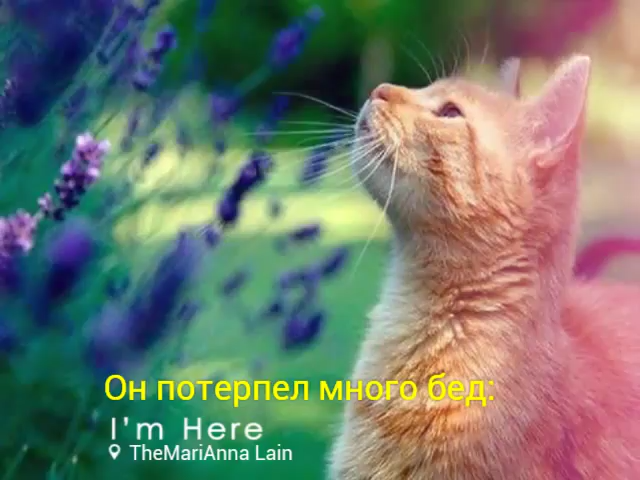 Он потерпел много бед:
I'm Here
TheMariAnna Lain